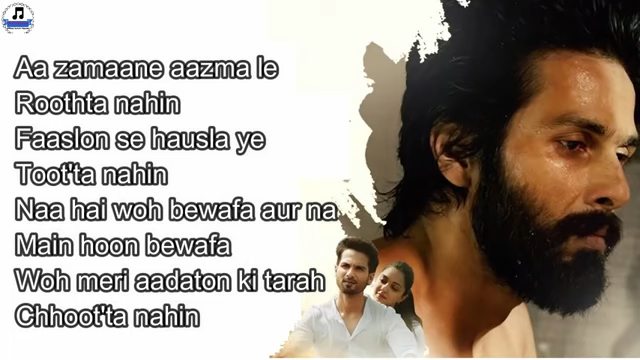 Aa zamaane aazma le
Roothta nahin
Faaslon se hausla ye
Toot'ta nahin
Naa hai woh bewafa aur na
Main hoon bewafa
Woh meri aadaton ki tarah
Chhoot'ta nahin